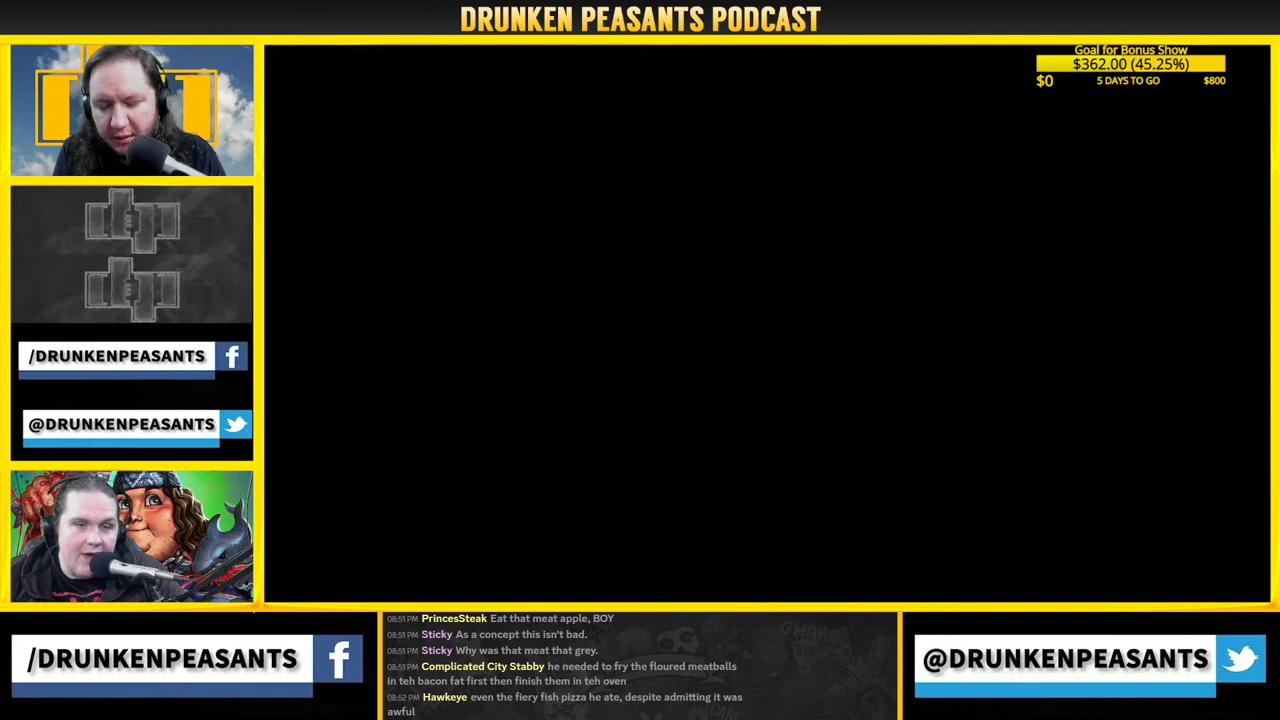 DRUNKEN PEASANTS PODCAST
Goal for Bonus Show
$362.00 (45.25%)
$0 5 DAYS TO GO $800
/DRUNKENPEASANTS f
@DRUNKENPEASANTS
08:51 PM PrincesSteak Eat that meat apple, BOY
08:51 PM Sticky As a concept this isn't bad.
08:51 PM Sticky Why was that meat that grey.
08:51 PM Complicated City Stabby he needed to fry the floured meatballs
in teh bacon fat first then finish them in teh oven
08:52 PM Hawkeye even the fiery fish pizza he ate, despite admitting it was
awful
/DRUNKENPEASANTS f
@DRUNKENPEASANTS